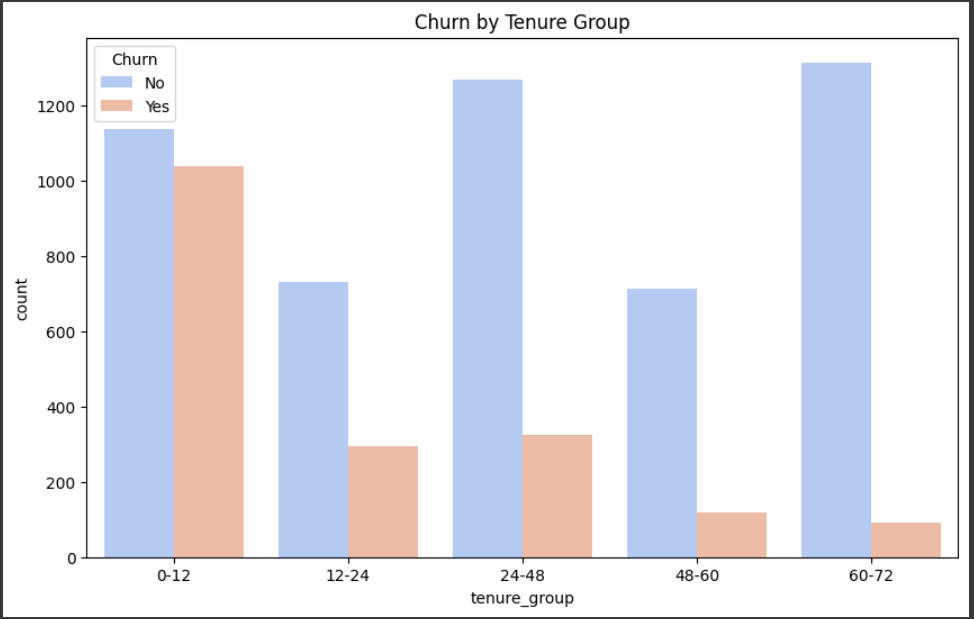 Churn by Tenure Group
Churn
No
Yes
count
1200
1000
800
600
400
200
0
0-12 12-24 24-48 48-60 60-72
tenure_group